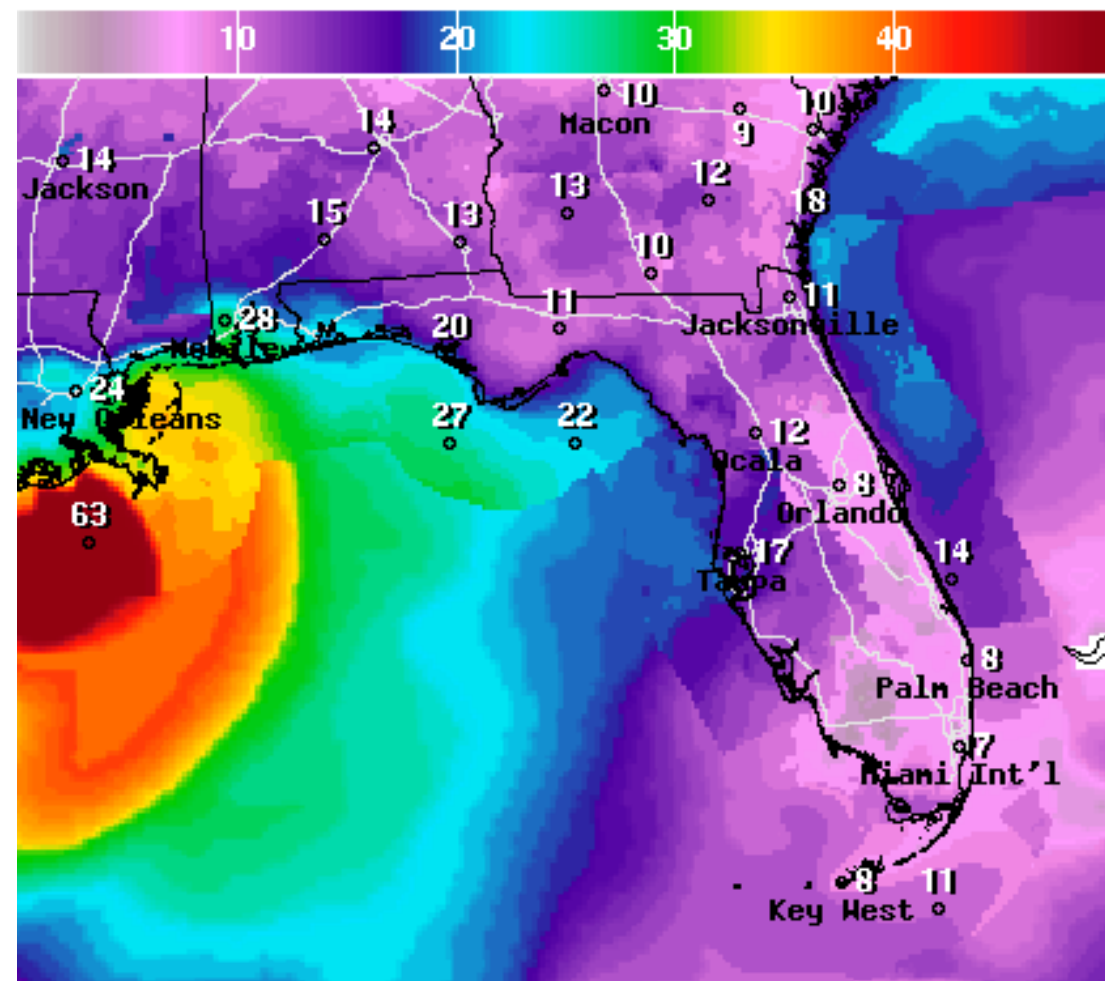 10 20 30 40
10
Macon
9
10
14
14
Jackson
12
13
18
15
13
10
11
11
28
20
Jacksonville
Mobile
24
New Orleans
27
22
12
Ocala
8
Orlando
63
17
Tampa
14
8
Palm Beach
7
Miami Int'l
8
11
Key West